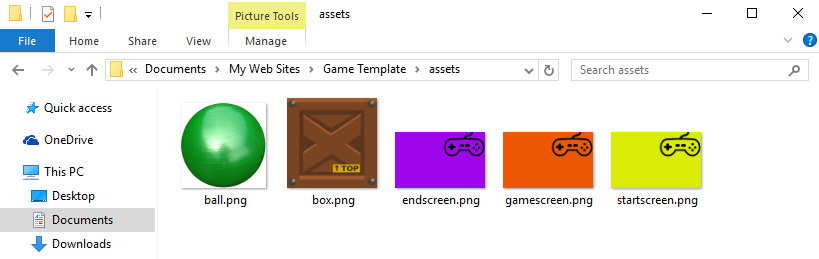 Picture Tools assets
File Home Share View Manage
« Documents > My Web Sites > Game Template > assets Search assets
Quick access
OneDrive
This PC
Desktop
Documents
Downloads
↑ TOP
ball.png box.png endscreen.png gamescreen.png startscreen.png